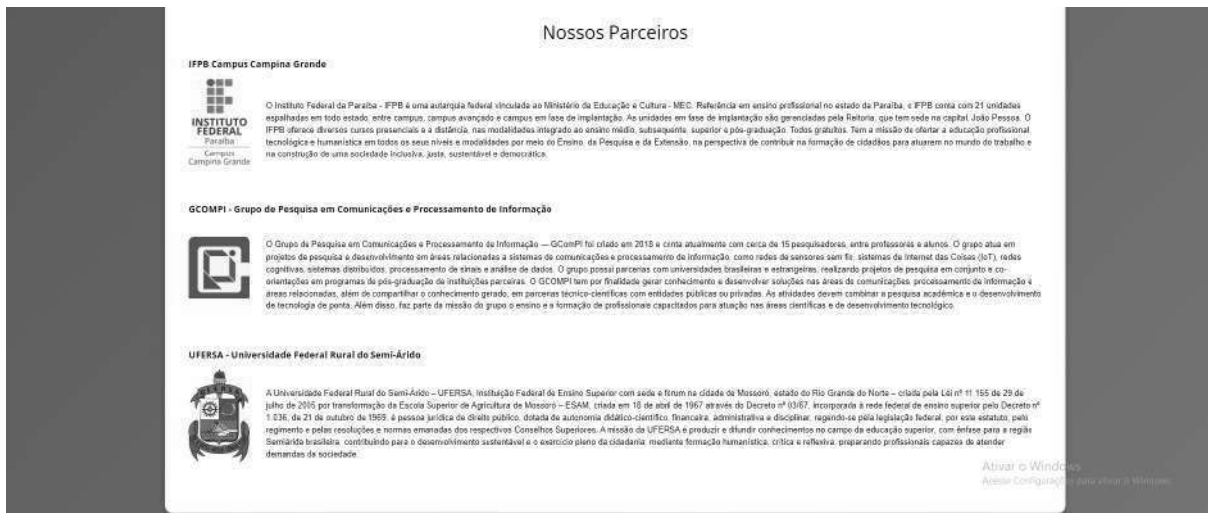 Nossos Parceiros
IFPB Campus Campina Grande
INSTITUTO
FEDERAL
Paraíba
Campus
Campina Grande
O Instituto Federal da Paraíba - IFPB é uma autarquia federal vinculada ao Ministério da Educação e Cultura - MEC. Referência em ensino profissional no estado da Paraíba, o IFPB conta com 21 unidades
espalhadas em todo estado, entre campus, campus avançado e campus em fase de implantação. As unidades em fase de implantação são gerenciadas pela Reitoria, que tem sede na capital, João Pessoa. O
IFPB oferece diversos cursos presenciais e a distância, nas modalidades integrado ao ensino médio, subsequente, superior e pós-graduação. Todos gratuitos. Tem a missão de ofertar a educação profissional,
tecnológica e humanística em todos os seus níveis e modalidades por meio do Ensino, da Pesquisa e da Extensão, na perspectiva de contribuir na formação de cidadãos para atuarem no mundo do trabalho e
na construção de uma sociedade inclusiva, justa, sustentável e democrática.
GCOMPI - Grupo de Pesquisa em Comunicações e Processamento de Informação
O Grupo de Pesquisa em Comunicações e Processamento de Informação — GComPI foi criado em 2018 e conta atualmente com cerca de 15 pesquisadores, entre professores e alunos. O grupo atua em
projetos de pesquisa e desenvolvimento em áreas relacionadas a sistemas de comunicações e processamento de informação, como redes de sensores sem fio, sistemas de Internet das Coisas (IoT), redes
cognitivas, sistemas distribuídos, processamento de sinais e análise de dados. O grupo possui parcerias com universidades brasileiras e estrangeiras, realizando projetos de pesquisa em conjunto e co-
orientações em programas de pós-graduação de instituições parceiras. O GCOMPI tem por finalidade gerar conhecimento e desenvolver soluções nas áreas de comunicações, processamento de informação e
áreas relacionadas, além de compartilhar o conhecimento gerado, em parcerias técnico-científicas com entidades públicas ou privadas. As atividades devem combinar a pesquisa acadêmica e o desenvolvimento
de tecnologia de ponta. Além disso, faz parte da missão do grupo o ensino e a formação de profissionais capacitados para atuação nas áreas científicas e de desenvolvimento tecnológico.
UFERSA - Universidade Federal Rural do Semi-Árido
UFERSA
A Universidade Federal Rural do Semi-Árido – UFERSA, Instituição Federal de Ensino Superior com sede e fórum na cidade de Mossoró, estado do Rio Grande do Norte – criada pela Lei nº 11.155 de 29 de
julho de 2005 por transformação da Escola Superior de Agricultura de Mossoró – ESAM, criada em 18 de abril de 1967 através do Decreto nº 03/67, incorporada à rede federal de ensino superior pelo Decreto nº
1.036, de 21 de outubro de 1969, é pessoa jurídica de direito público, dotada de autonomia didático-científico, financeira, administrativa e disciplinar, regendo-se pela legislação federal, por este estatuto, pelo
regimento e pelas resoluções e normas emanadas dos respectivos Conselhos Superiores. A missão da UFERSA é produzir e difundir conhecimentos no campo da educação superior, com ênfase para a região
Semiárida brasileira, contribuindo para o desenvolvimento sustentável e o exercício pleno da cidadania, mediante formação humanística, crítica e reflexiva, preparando profissionais capazes de atender
demandas da sociedade.
Ativar o Windows
Acesse Configurações para ativar o Windows.